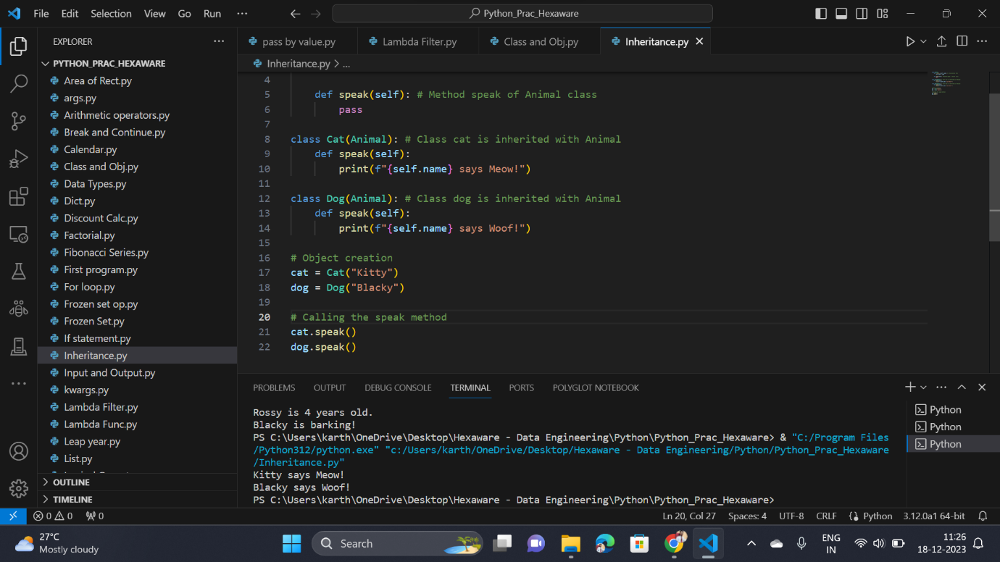 File Edit Selection View Go Run ... Python_Prac_Hexaware
EXPLORER ...
PYTHON_PRAC_HEXAWARE
Area of Rect.py
args.py
Arithmetic operators.py
Break and Continue.py
Calendar.py
Class and Obj.py
Data Types.py
Dict.py
Discount Calc.py
Factorial.py
Fibonacci Series.py
First program.py
For loop.py
Frozen set op.py
Frozen Set.py
If statement.py
Inheritance.py
Input and Output.py
kwargs.py
Lambda Filter.py
Lambda Func.py
Leap year.py
List.py
OUTLINE
TIMELINE
pass by value.py Lambda Filter.py Class and Obj.py Inheritance.py
Inheritance.py > ...
4
5 def speak(self): # Method speak of Animal class
6 pass
7
8 class Cat(Animal): # Class cat is inherited with Animal
9 def speak(self):
10 print(f"{self.name} says Meow!")
11
12 class Dog(Animal): # Class dog is inherited with Animal
13 def speak(self):
14 print(f"{self.name} says Woof!")
15
16 # Object creation
17 cat = Cat("Kitty")
18 dog = Dog("Blacky")
19
20 # Calling the speak method
21 cat.speak()
22 dog.speak()
PROBLEMS OUTPUT DEBUG CONSOLE TERMINAL PORTS POLYGLOT NOTEBOOK
Rossy is 4 years old.
Blacky is barking!
PS C:\Users\karth\OneDrive\Desktop\Hexaware - Data Engineering\Python\Python_Prac_Hexaware> & "C:/Program Files
/Python312/python.exe" "c:/Users/karth/OneDrive/Desktop/Hexaware - Data Engineering/Python/Python_Prac_Hexaware
/Inheritance.py"
Kitty says Meow!
Blacky says Woof!
PS C:\Users\karth\OneDrive\Desktop\Hexaware - Data Engineering\Python\Python_Prac_Hexaware>
Python
Python
Python
0 0 0 Ln 20, Col 27 Spaces: 4 UTF-8 CRLF Python 3.12.0a1 64-bit
27°C
Mostly cloudy
Search
ENG
IN
11:26
18-12-2023